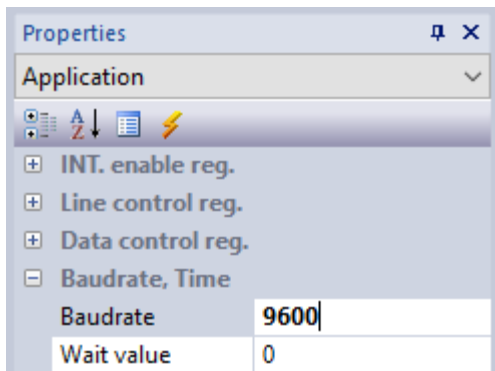 Properties
Application
INT. enable reg.
Line control reg.
Data control reg.
Baudrate, Time
Baudrate 9600
Wait value 0